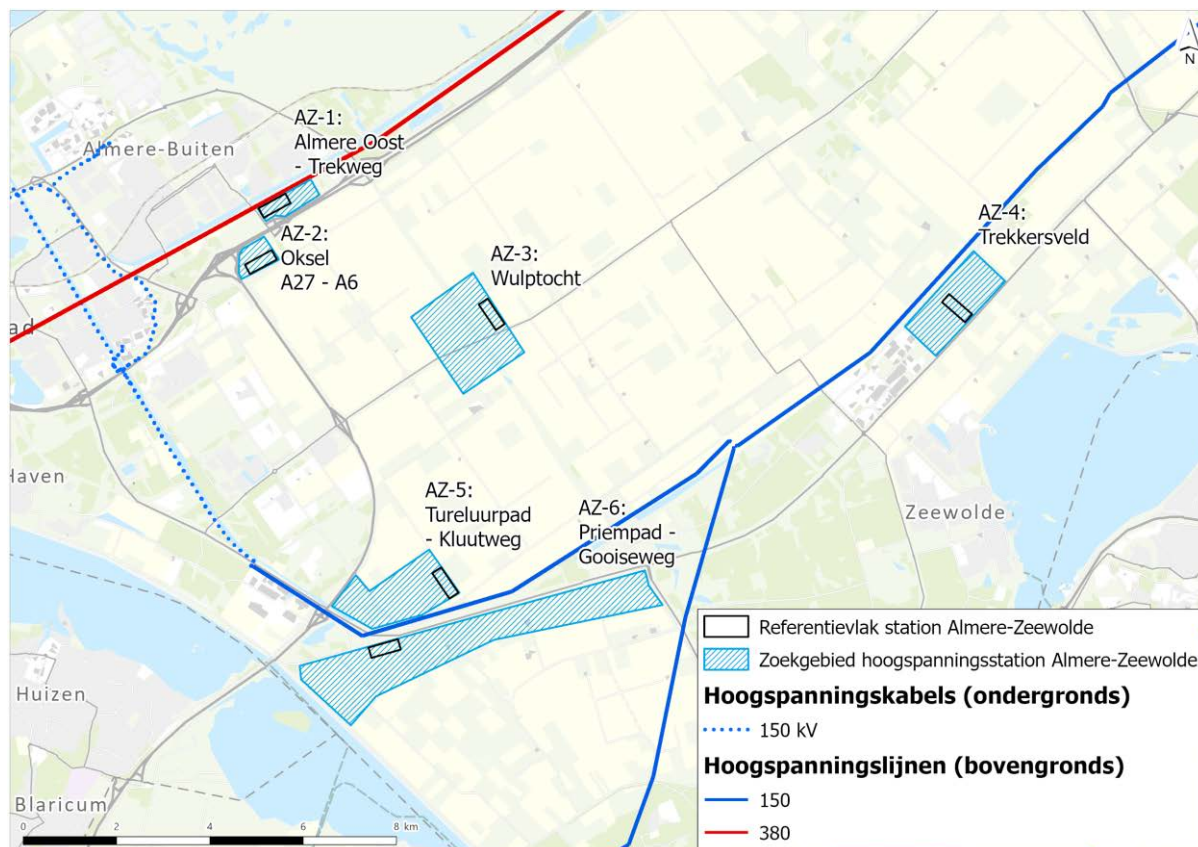 N
AZ-1:
Almere Oost
- Trekweg
Almere-Buiten
AZ-2:
Oksel
A27 - A6
AZ-3:
Wulptocht
AZ-4:
Trekkersveld
ad
Haven
AZ-5:
Tureluurpad
- Kluutweg
AZ-6:
Priempad -
Gooiseweg
Zeewolde
Huizen
Blaricum
Referentievlak station Almere-Zeewolde
Zoekgebied hoogspanningsstation Almere-Zeewolde
Hoogspanningskabels (ondergronds)
150 kV
Hoogspanningslijnen (bovengronds)
150
380
0 2 4 6 8 km